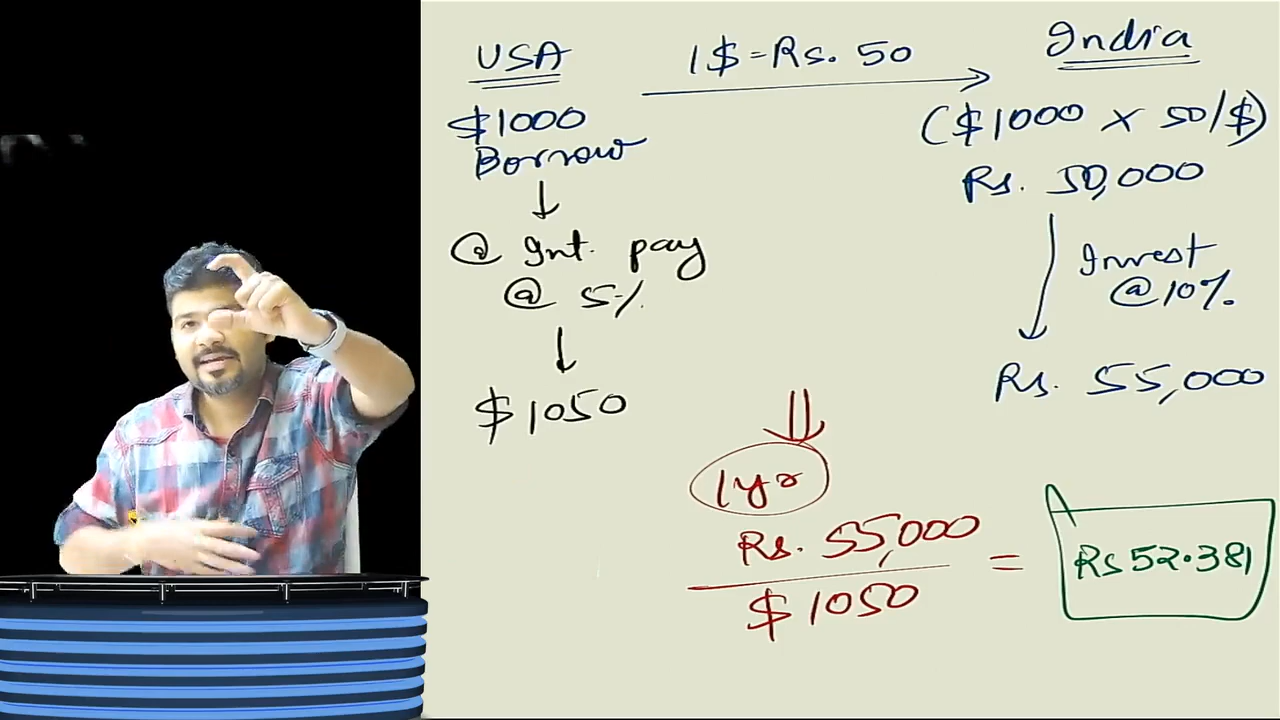 USA
1$=Rs. 50
India
$1000
Borrow
($1000 x 50/$)
Rs. 50,000
@ Int. pay
@ 5%
Invest
@10%
$1050
Rs. 55,000
1yr
Rs. 55,000
$1050
=
Rs 52.381